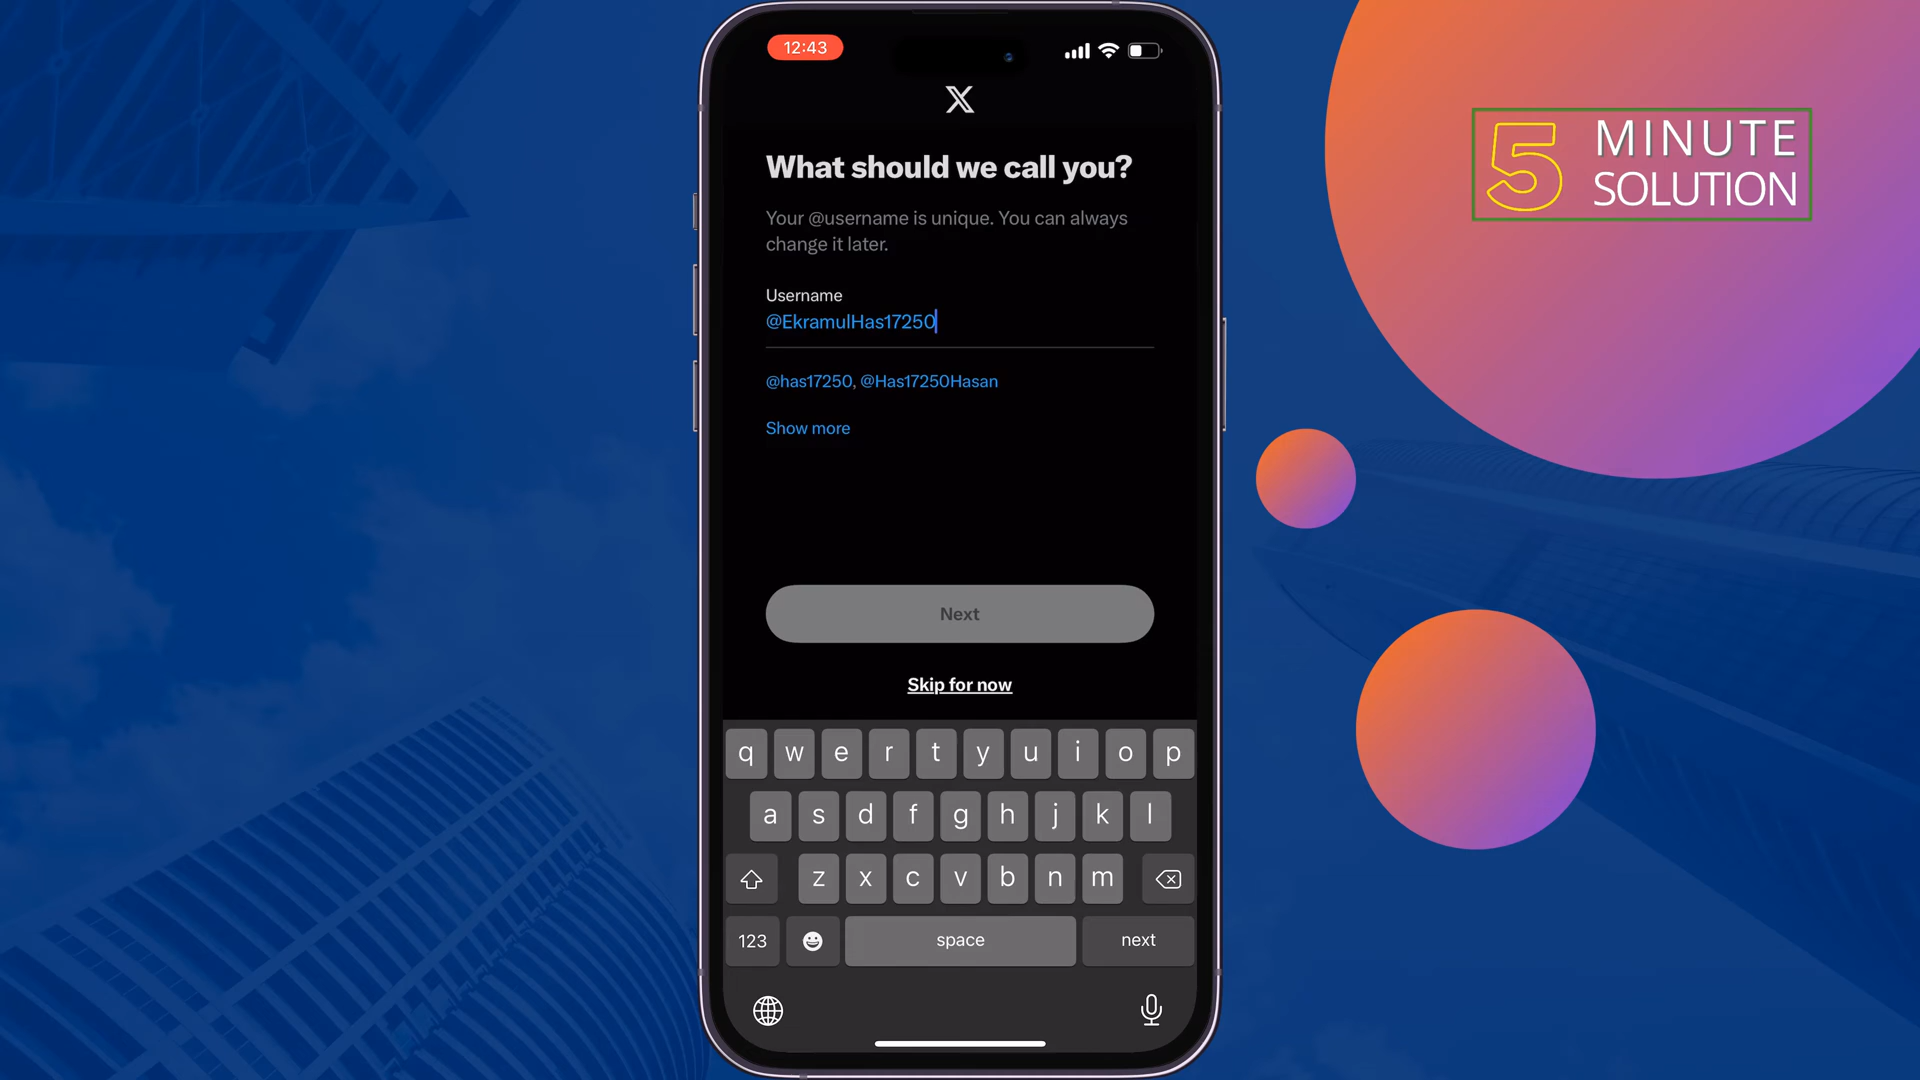 12:43
X
5 MINUTE
SOLUTION
What should we call you?
Your @username is unique. You can always
change it later.
Username
@EkramulHas17250
@has17250, @Has17250Hasan
Show more
Next
Skip for now
q w e r t y u i o p
a s d f g h j k l
z x c v b n m
123 space next